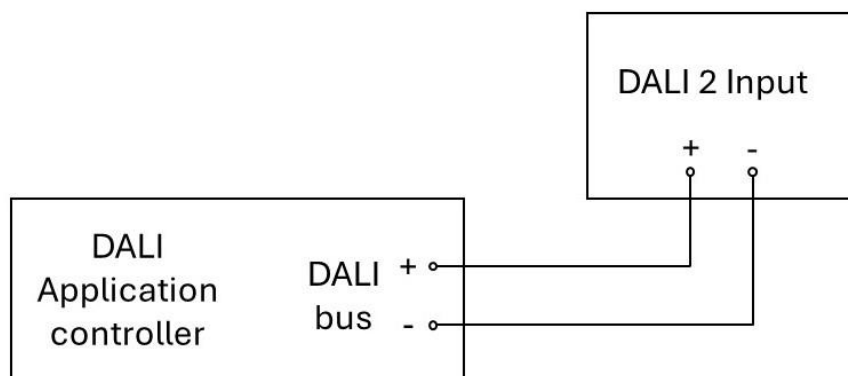 DALI 2 Input
+ -
DALI
Application
controller
DALI
bus
+
-